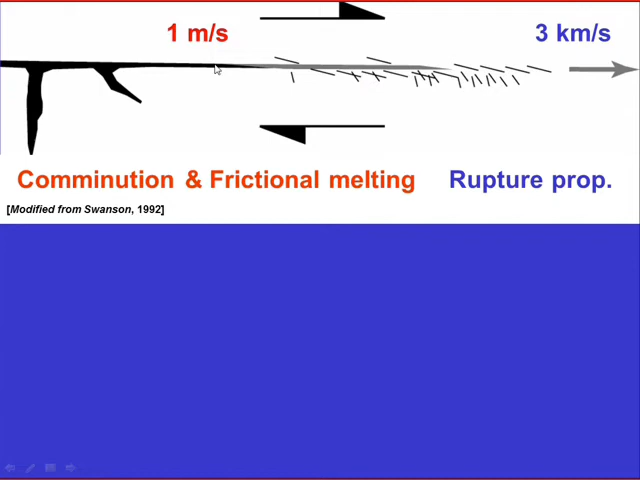 1 m/s 3 km/s
Comminution & Frictional melting Rupture prop.
[Modified from Swanson, 1992]